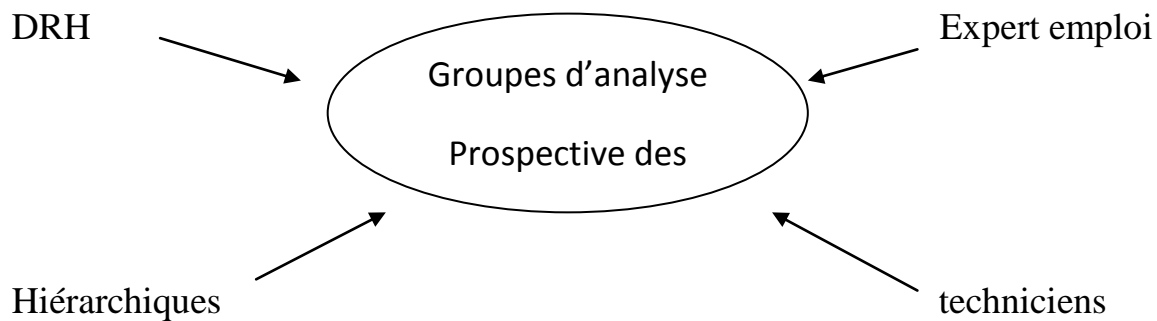 DRH
Expert emploi
Groupes d’analyse
Prospective des
Hiérarchiques
techniciens